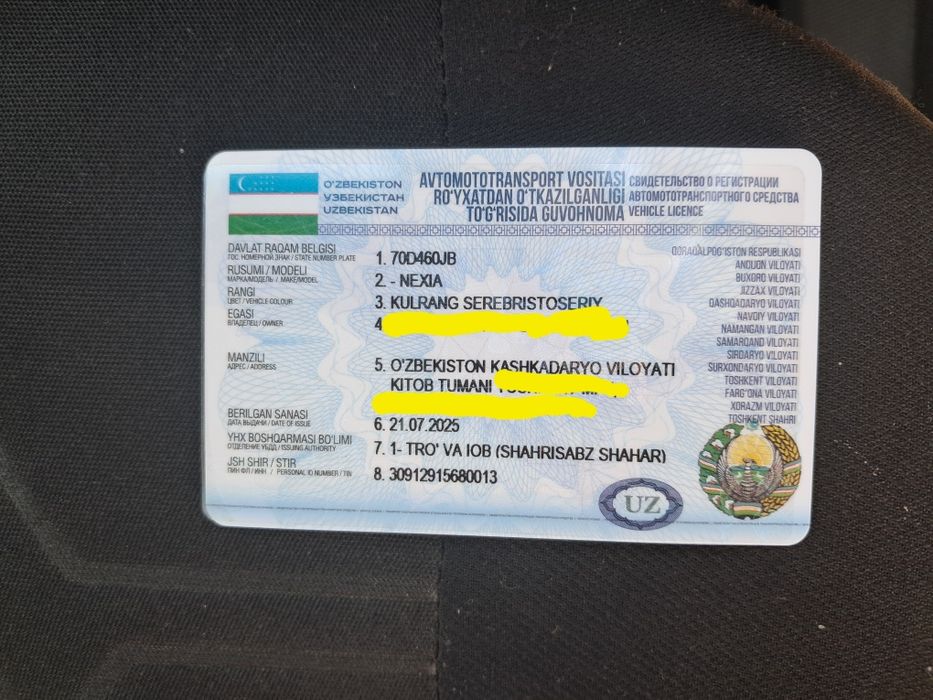 O'ZBEKISTON
УЗБЕКИСТАН
UZBEKISTAN
AVTOMOTOTRANSPORT VOSITASI
RO'YXATDAN O'TKAZILGANLIGI
TO'G'RISIDA GUVOHNOMA
СВИДЕТЕЛЬСТВО О РЕГИСТРАЦИИ
АВТОМОТОТРАНСПОРТНОГО СРЕДСТВА
VEHICLE LICENCE
DAVLAT RAQAM BELGISI
ГОС. НОМЕРНОЙ ЗНАК / STATE NUMBER PLATE
1. 70D460JB
RUSUMI / MODELI
МАРКА/МОДЕЛЬ / MAKE/MODEL
2. - NEXIA
RANGI
ЦВЕТ / VEHICLE COLOUR
3. KULRANG SEREBRISTOSERIY
EGASI
ВЛАДЕЛЕЦ / OWNER
4
MANZILI
АДРЕС / ADDRESS
5. O'ZBEKISTON KASHKADARYO VILOYATI
KITOB TUMANI
BERILGAN SANASI
ДАТА ВЫДАЧИ / DATE OF ISSUE
6. 21.07.2025
YHX BOSHQARMASI BO'LIMI
ОТДЕЛЕНИЕ УБДД / ISSUING AUTHORITY
7. 1- TRO' VA IOB (SHAHRISABZ SHAHAR)
JSH SHIR / STIR
ПИНФЛ / ИНН / PERSONAL ID NUMBER / TIN
8. 30912915680013
QORAQALPOG'ISTON RESPUBLIKASI
ANDIJON VILOYATI
BUXORO VILOYATI
JIZZAX VILOYATI
QASHQADARYO VILOYATI
NAVOIY VILOYATI
NAMANGAN VILOYATI
SAMARQAND VILOYATI
SIRDARYO VILOYATI
SURXONDARYO VILOYATI
TOSHKENT VILOYATI
FARG'ONA VILOYATI
XORAZM VILOYATI
TOSHKENT SHAHRI
UZ